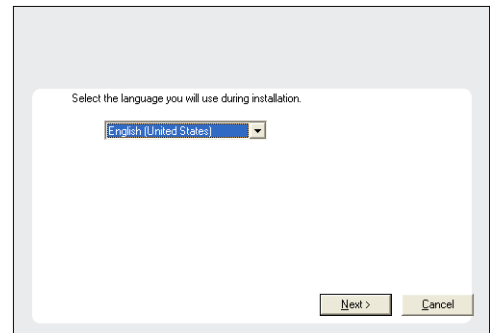 Select the language you will use during installation.
English (United States)
Next > Cancel